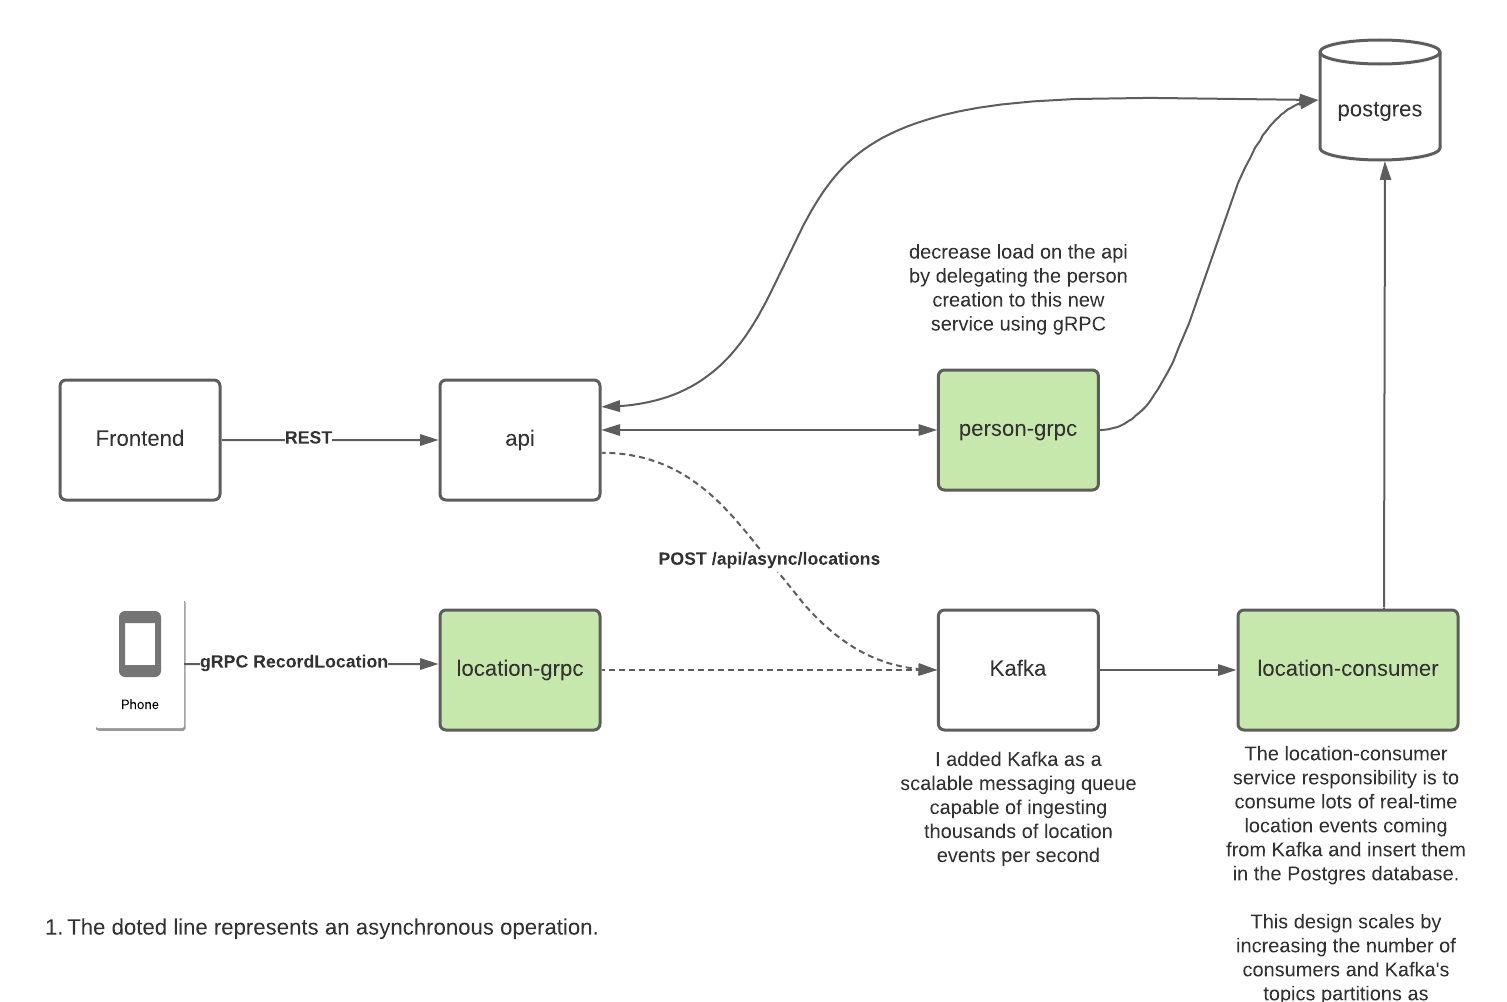 postgres
decrease load on the api
by delegating the person
creation to this new
service using gRPC
Frontend
REST
api
person-grpc
POST /api/async/locations
Phone
gRPC RecordLocation
location-grpc
Kafka
location-consumer
I added Kafka as a
scalable messaging queue
capable of ingesting
thousands of location
events per second
The location-consumer
service responsibility is to
consume lots of real-time
location events coming
from Kafka and insert them
in the Postgres database.
This design scales by
increasing the number of
consumers and Kafka's
topics partitions as
1. The doted line represents an asynchronous operation.